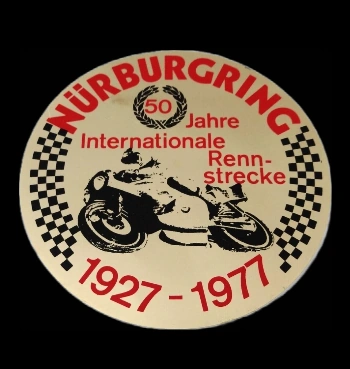 NÜRBURGRING
50
Jahre
Internationale
Renn-
strecke
1927 - 1977